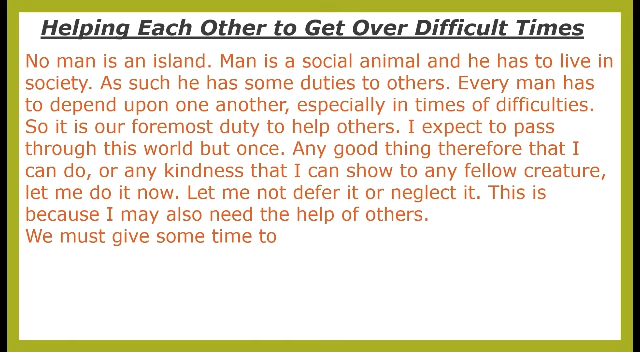 Helping Each Other to Get Over Difficult Times
No man is an island. Man is a social animal and he has to live in
society. As such he has some duties to others. Every man has
to depend upon one another, especially in times of difficulties.
So it is our foremost duty to help others. I expect to pass
through this world but once. Any good thing therefore that I
can do, or any kindness that I can show to any fellow creature,
let me do it now. Let me not defer it or neglect it. This is
because I may also need the help of others.
We must give some time to